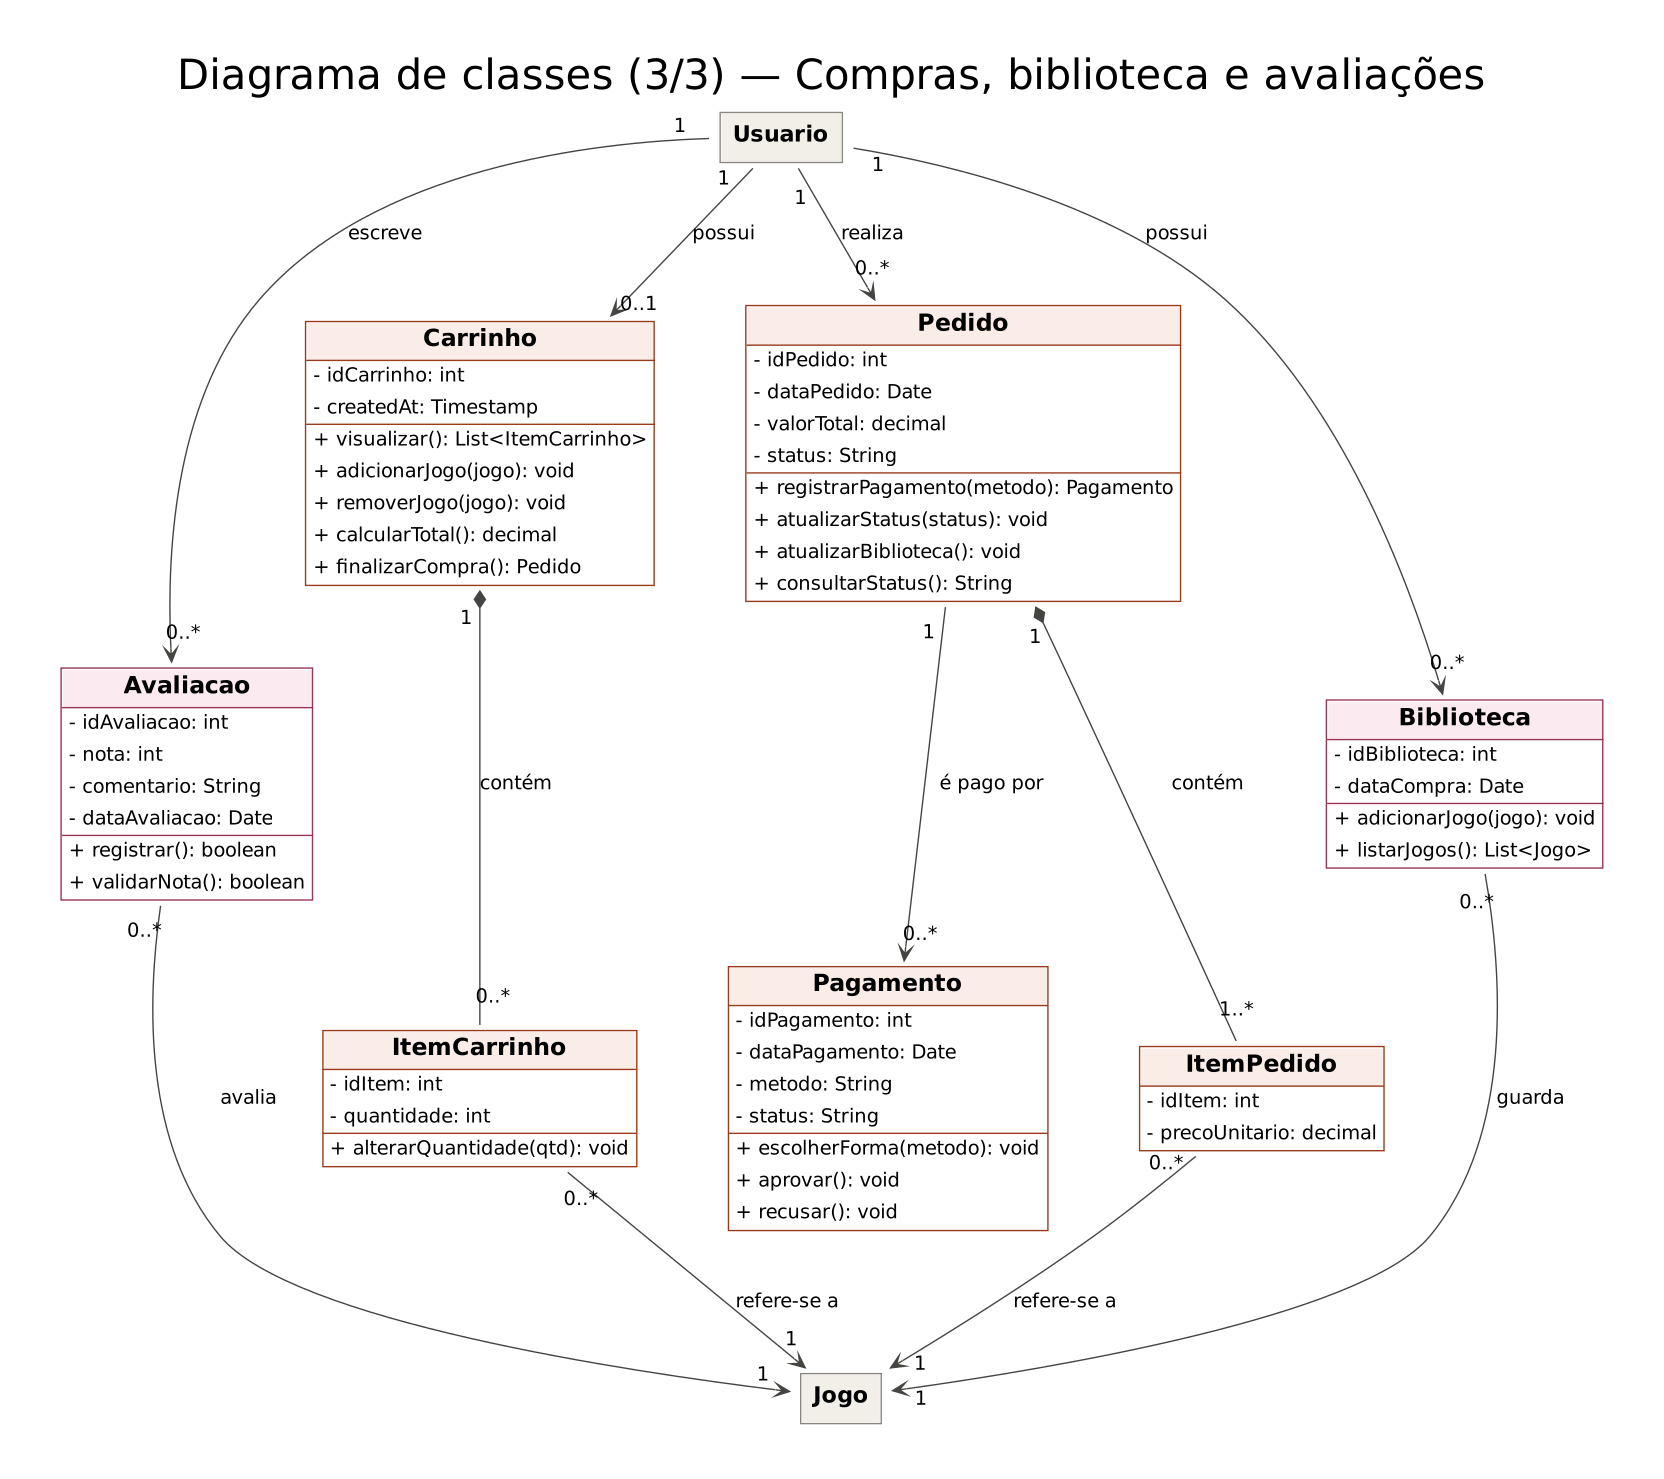 Diagrama de classes (3/3) — Compras, biblioteca e avaliações
Usuario
1
1
1
1
escreve
possui
realiza
possui
0..1
0..*
Carrinho
- idCarrinho: int
- createdAt: Timestamp
+ visualizar(): List<ItemCarrinho>
+ adicionarJogo(jogo): void
+ removerJogo(jogo): void
+ calcularTotal(): decimal
+ finalizarCompra(): Pedido
Pedido
- idPedido: int
- dataPedido: Date
- valorTotal: decimal
- status: String
+ registrarPagamento(metodo): Pagamento
+ atualizarStatus(status): void
+ atualizarBiblioteca(): void
+ consultarStatus(): String
0..*
1
1
1
0..*
Avaliacao
- idAvaliacao: int
- nota: int
- comentario: String
- dataAvaliacao: Date
+ registrar(): boolean
+ validarNota(): boolean
contém
é pago por
contém
Biblioteca
- idBiblioteca: int
- dataCompra: Date
+ adicionarJogo(jogo): void
+ listarJogos(): List<Jogo>
0..*
0..*
0..*
1..*
0..*
avalia
ItemCarrinho
- idItem: int
- quantidade: int
+ alterarQuantidade(qtd): void
Pagamento
- idPagamento: int
- dataPagamento: Date
- metodo: String
- status: String
+ escolherForma(metodo): void
+ aprovar(): void
+ recusar(): void
ItemPedido
- idItem: int
- precoUnitario: decimal
guarda
0..*
0..*
refere-se a
refere-se a
1
1
1
1
Jogo